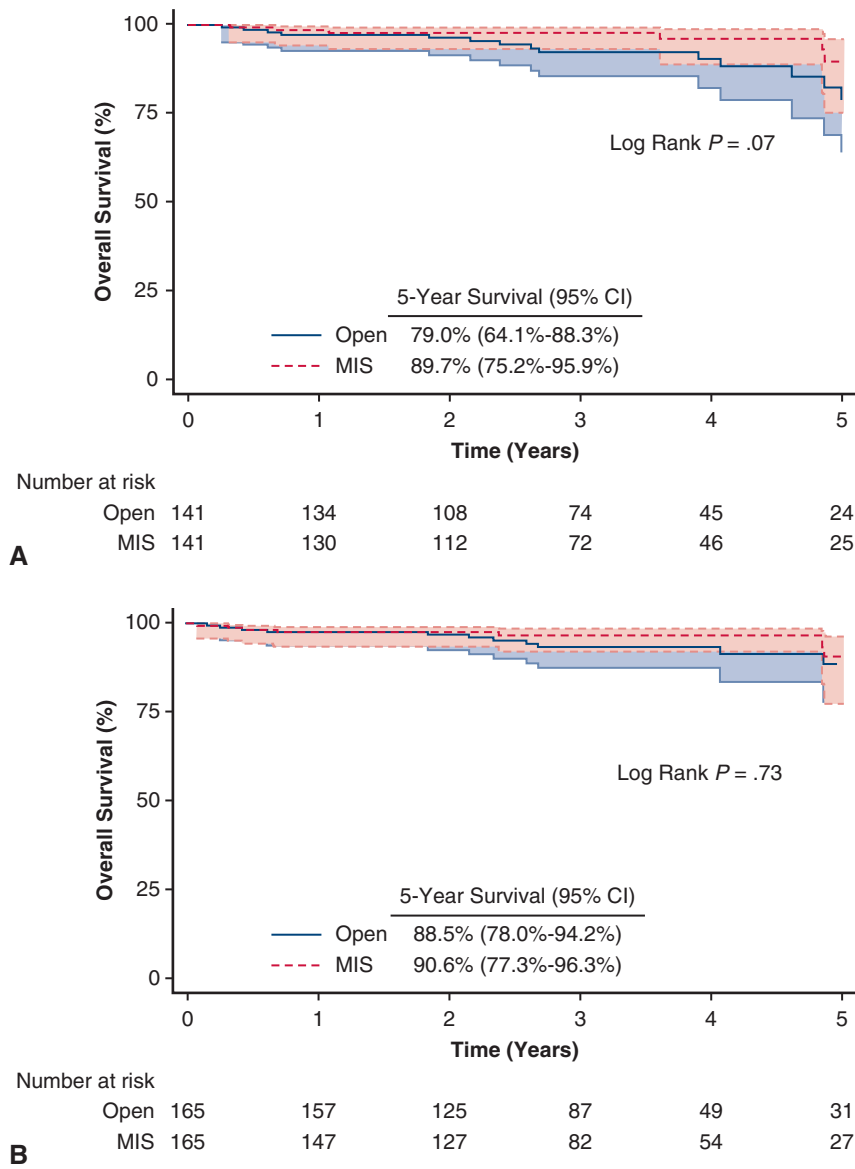 100
75
50
25
0
Overall Survival (%)
Log Rank P = .07
5-Year Survival (95% CI)
Open 79.0% (64.1%-88.3%)
MIS 89.7% (75.2%-95.9%)
0 1 2 3 4 5
Time (Years)
Number at risk
Open 141 134 108 74 45 24
MIS 141 130 112 72 46 25
A
100
75
50
25
0
Overall Survival (%)
Log Rank P = .73
5-Year Survival (95% CI)
Open 88.5% (78.0%-94.2%)
MIS 90.6% (77.3%-96.3%)
0 1 2 3 4 5
Time (Years)
Number at risk
Open 165 157 125 87 49 31
MIS 165 147 127 82 54 27
B